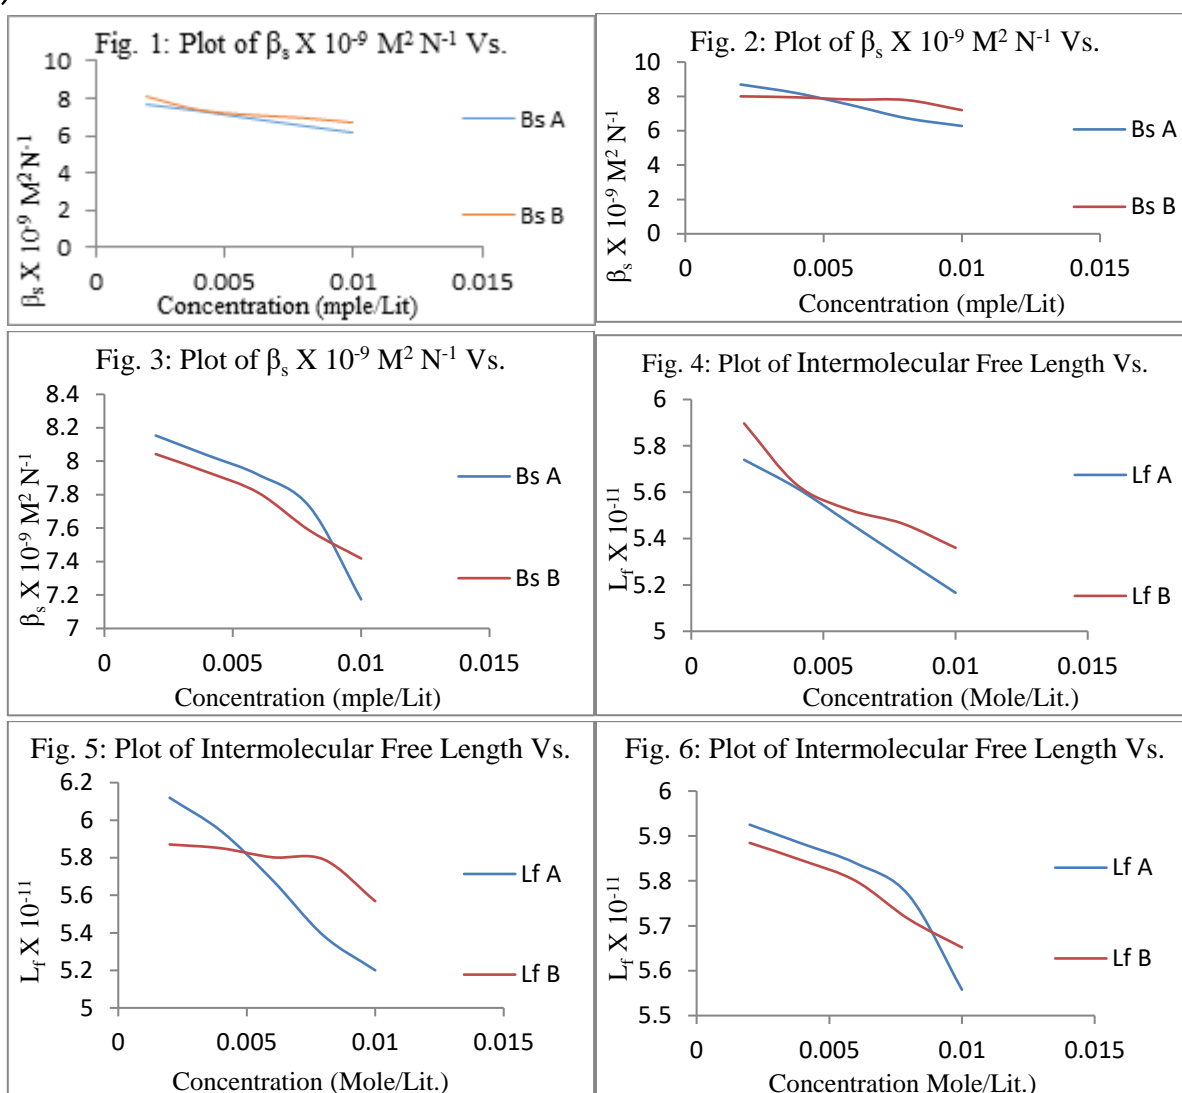 )
Fig. 1: Plot of βs X 10-9 M2 N-1 Vs.
10
8
6
4
2
0
0
0.005
0.01
0.015
βs X 10-9 M2 N-1
Concentration (mple/Lit)
Bs A
Bs B
Fig. 2: Plot of βs X 10-9 M2 N-1 Vs.
10
8
6
4
2
0
0
0.005
0.01
0.015
βs X 10-9 M2 N-1
Concentration (mple/Lit)
Bs A
Bs B
Fig. 3: Plot of βs X 10-9 M2 N-1 Vs.
8.4
8.2
8
7.8
7.6
7.4
7.2
7
0
0.005
0.01
0.015
βs X 10-9 M2 N-1
Concentration (mple/Lit)
Bs A
Bs B
Fig. 4: Plot of Intermolecular Free Length Vs.
6
5.8
5.6
5.4
5.2
5
0
0.005
0.01
0.015
Lf X 10-11
Concentration (Mole/Lit.)
Lf A
Lf B
Fig. 5: Plot of Intermolecular Free Length Vs.
6.2
6
5.8
5.6
5.4
5.2
5
0
0.005
0.01
0.015
Lf X 10-11
Concentration (Mole/Lit.)
Lf A
Lf B
Fig. 6: Plot of Intermolecular Free Length Vs.
6
5.9
5.8
5.7
5.6
5.5
0
0.005
0.01
0.015
Lf X 10-11
Concentration Mole/Lit.)
Lf A
Lf B